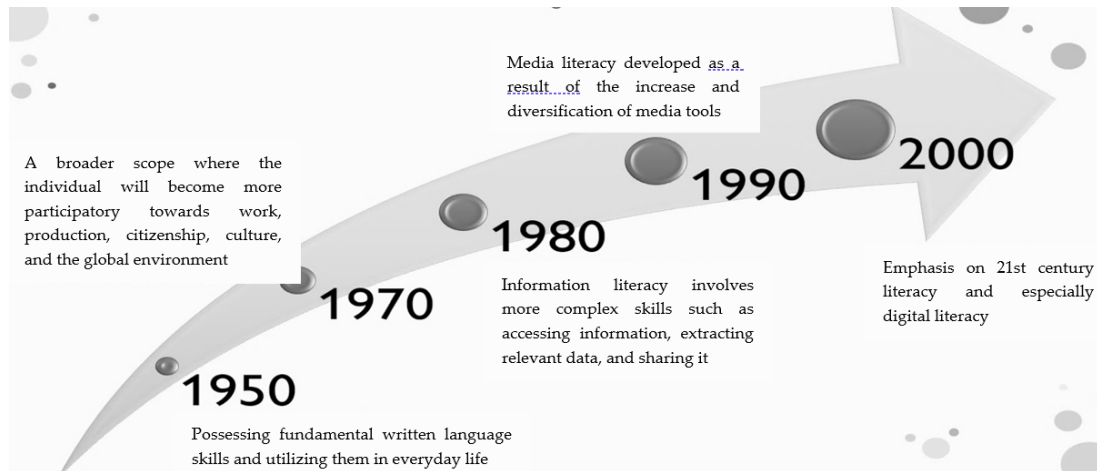 Media literacy developed as a
result of the increase and
diversification of media tools
2000
A broader scope where the
individual will become more
participatory towards work,
production, citizenship, culture,
and the global environment
1990
1980
Information literacy involves
more complex skills such as
accessing information, extracting
relevant data, and sharing it
Emphasis on 21st century
literacy and especially
digital literacy
1970
1950
Possessing fundamental written language
skills and utilizing them in everyday life